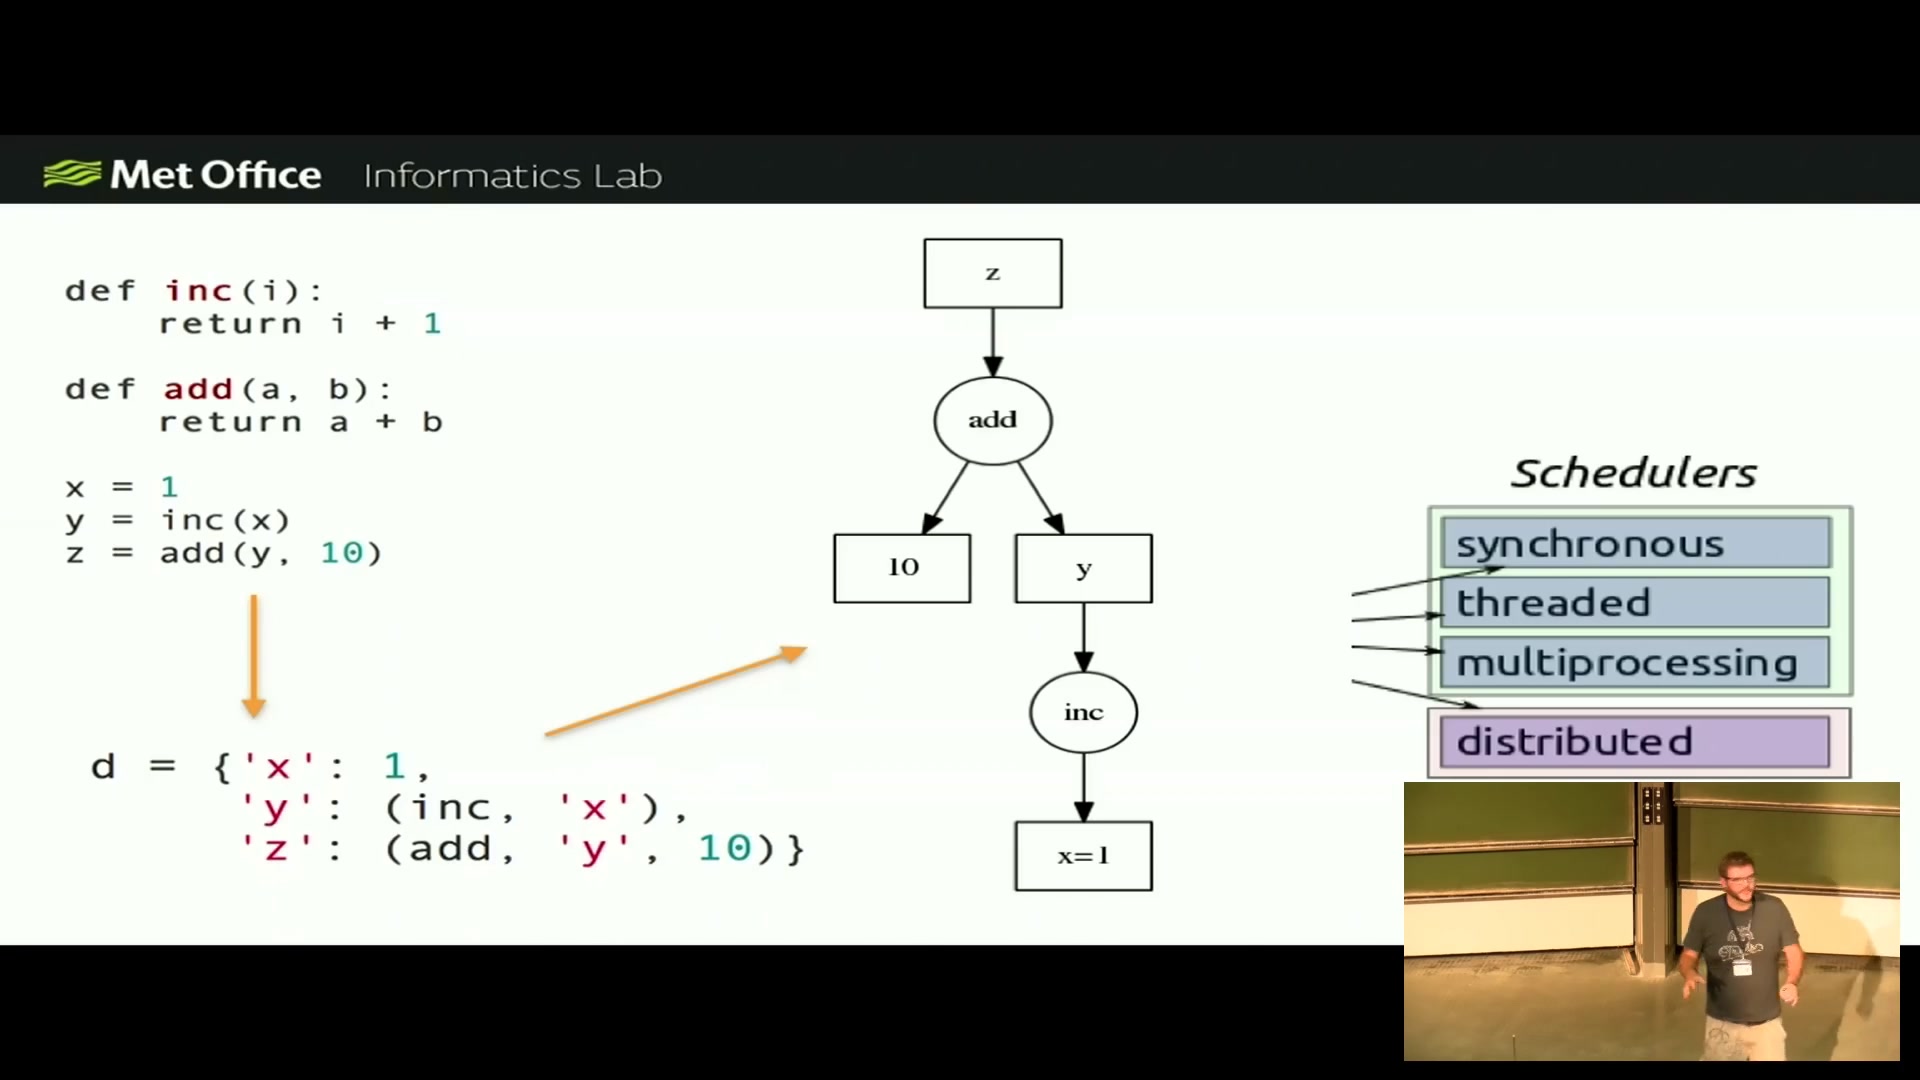 Met Office Informatics Lab
def inc(i):
    return i + 1
def add(a, b):
    return a + b
x = 1
y = inc(x)
z = add(y, 10)
d = {'x': 1,
     'y': (inc, 'x'),
     'z': (add, 'y', 10)}
z
add
10
y
inc
x=1
Schedulers
synchronous
threaded
multiprocessing
distributed